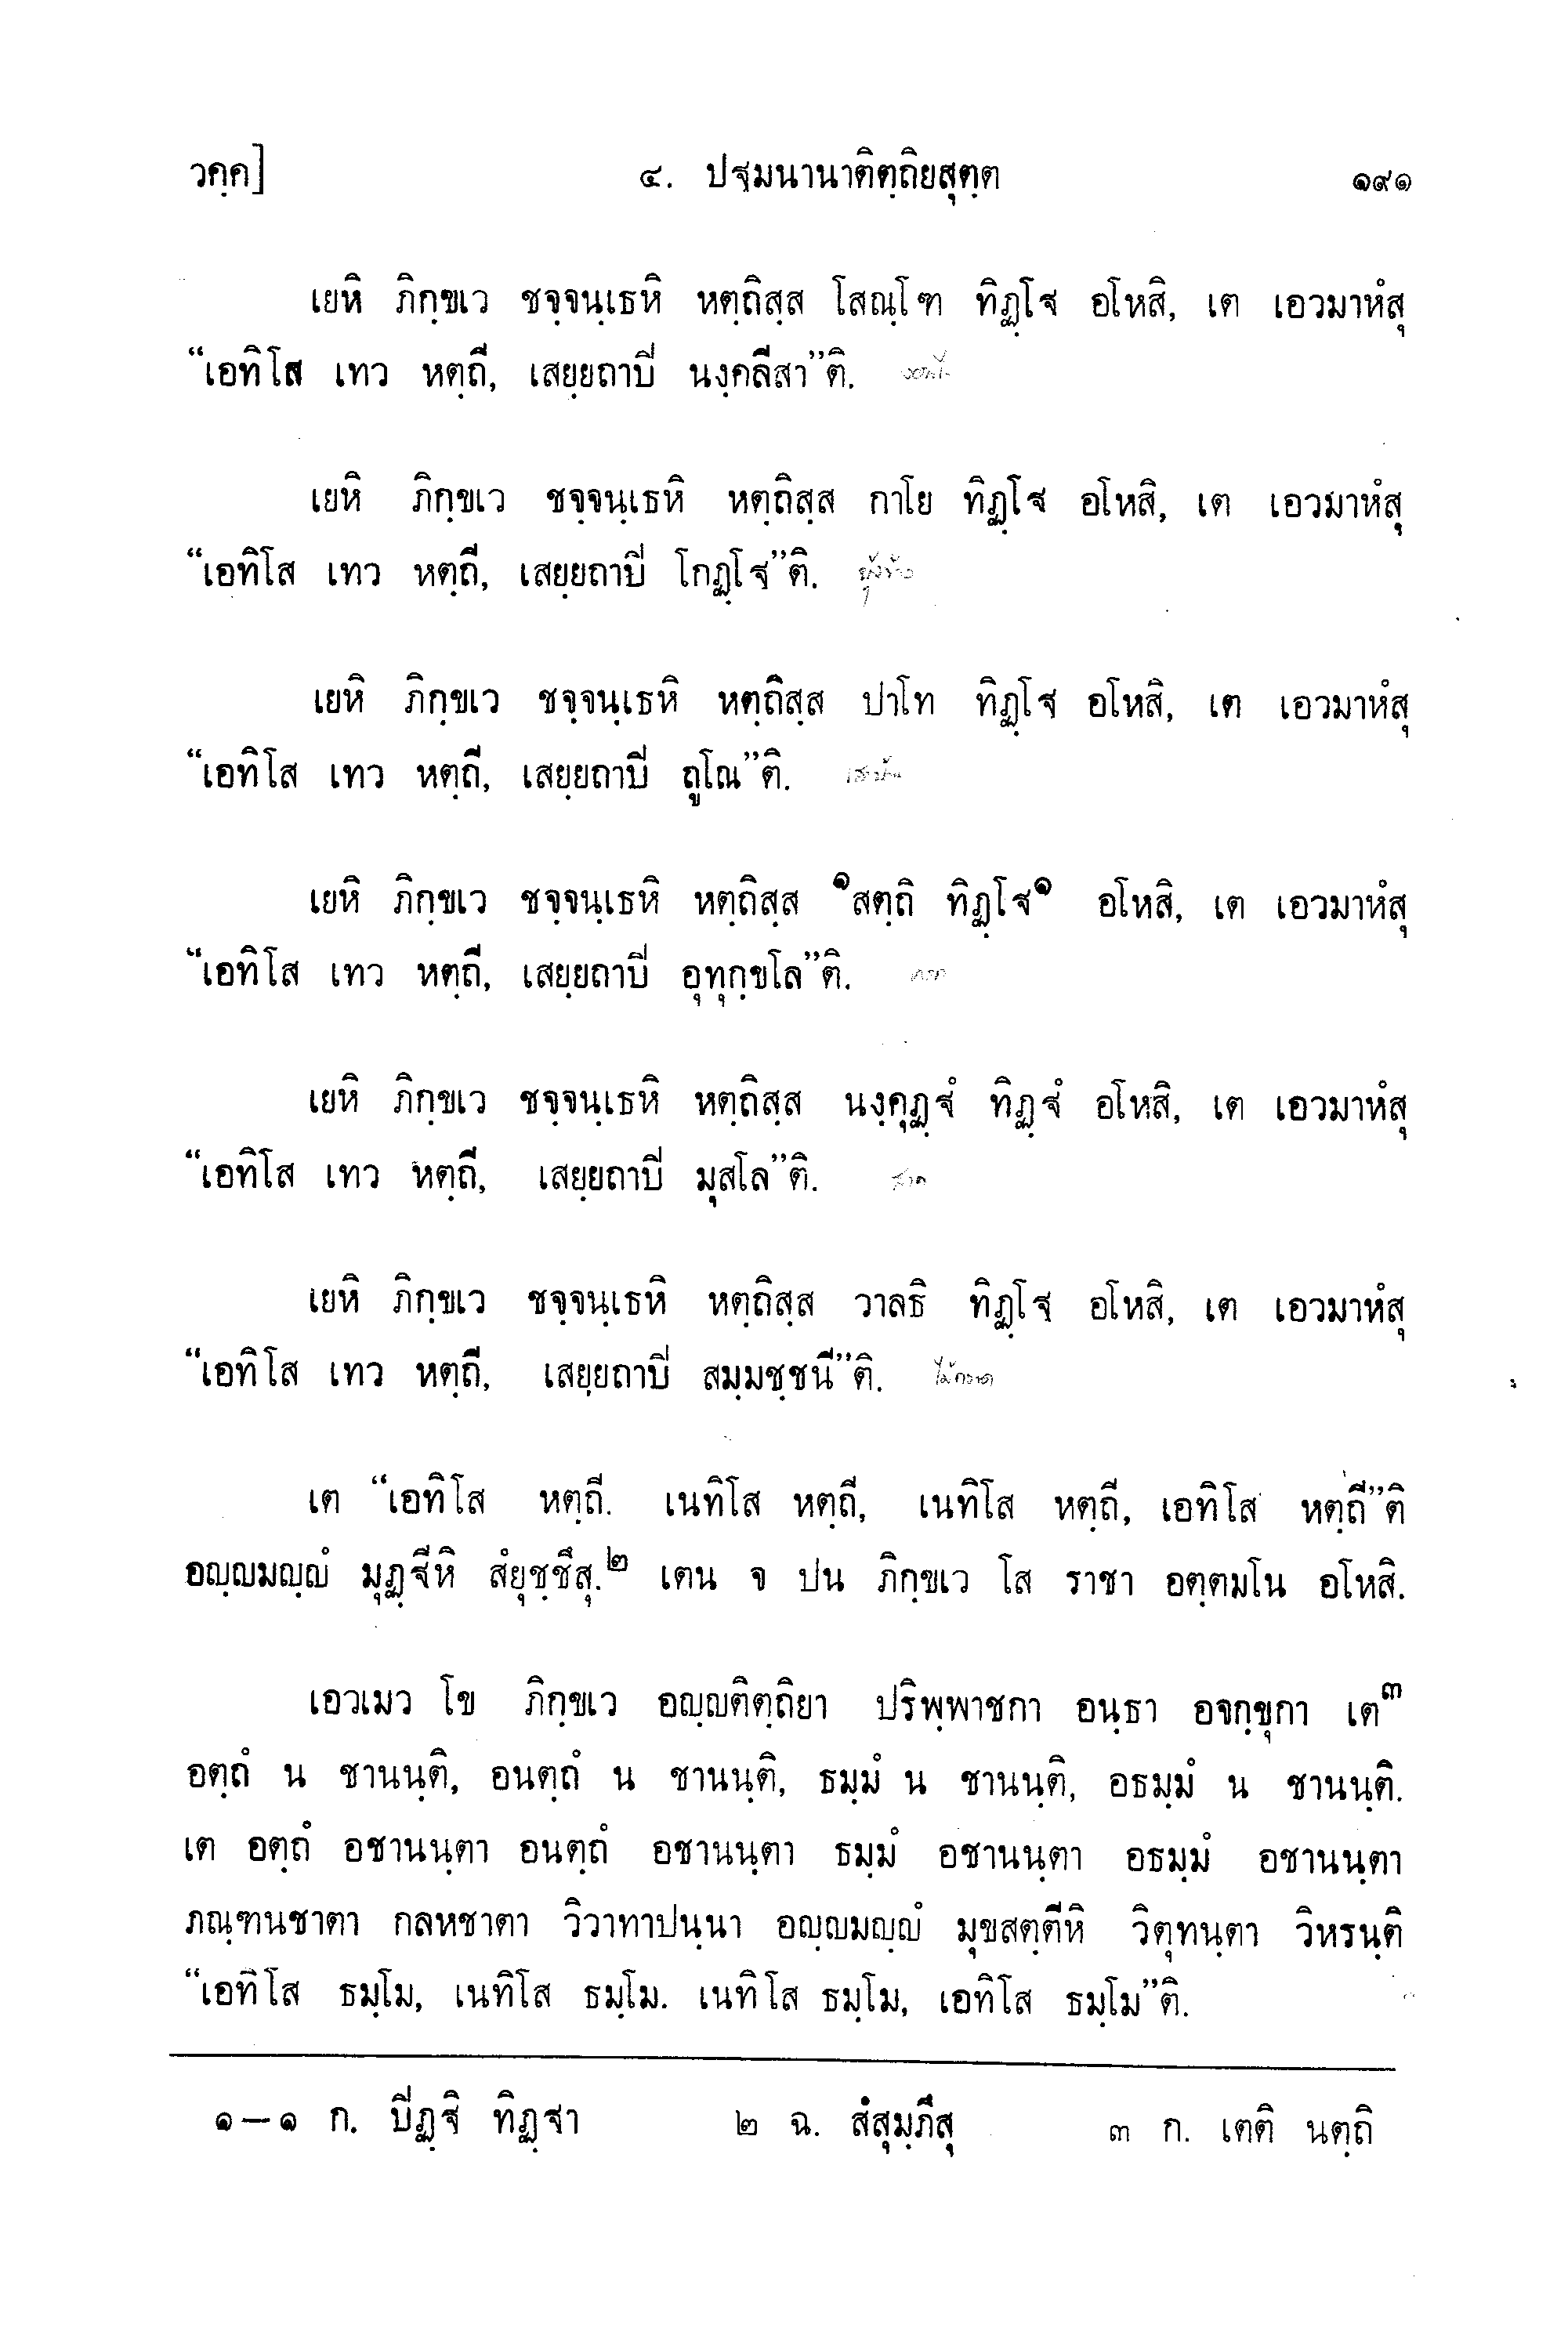 วคฺค] ๔. ปฐมนานาติตฺถิยสุตฺต ๑๙๑
เยหิ ภิกฺขเว ชจฺจนฺเธหิ หตฺถิสฺส โสณฺโฑ ทิฏฺโฐ อโหสิ, เต เอวมาหํสุ
“เอทิโส เทว หตฺถี, เสยฺยถาปิ นงฺคลีสา”ติ.
เยหิ ภิกฺขเว ชจฺจนฺเธหิ หตฺถิสฺส กาโย ทิฏฺโฐ อโหสิ, เต เอวมาหํสุ
“เอทิโส เทว หตฺถี, เสยฺยถาปิ โกฏฺโฐ”ติ. ยุ้งข้าว
เยหิ ภิกฺขเว ชจฺจนฺเธหิ หตฺถิสฺส ปาโท ทิฏฺโฐ อโหสิ, เต เอวมาหํสุ
“เอทิโส เทว หตฺถี, เสยฺยถาปิ ถูโณ”ติ.
เยหิ ภิกฺขเว ชจฺจนฺเธหิ หตฺถิสฺส ๑สตฺถิ ทิฏฺโฐ๑ อโหสิ, เต เอวมาหํสุ
“เอทิโส เทว หตฺถี, เสยฺยถาปิ อุทุกฺขโล”ติ. ครก
เยหิ ภิกฺขเว ชจฺจนฺเธหิ หตฺถิสฺส นงฺคุฏฺฐํ ทิฏฺฐํ อโหสิ, เต เอวมาหํสุ
“เอทิโส เทว หตฺถี, เสยฺยถาปิ มุสโล”ติ. สาก
เยหิ ภิกฺขเว ชจฺจนฺเธหิ หตฺถิสฺส วาลธิ ทิฏฺโฐ อโหสิ, เต เอวมาหํสุ
“เอทิโส เทว หตฺถี, เสยฺยถาปิ สมฺมชฺชนี”ติ. ไม้กวาด
เต “เอทิโส หตฺถี. เนทิโส หตฺถี, เนทิโส หตฺถี, เอทิโส หตฺถี”ติ
อญฺญมญฺญํ มุฏฺฐีหิ สํยุชฺชึสุ.๒ เตน จ ปน ภิกฺขเว โส ราชา อตฺตมโน อโหสิ.
เอวเมว โข ภิกฺขเว อญฺญติตฺถิยา ปริพฺพาชกา อนฺธา อจกฺขุกา เต๓
อตฺถํ น ชานนฺติ, อนตฺถํ น ชานนฺติ, ธมฺมํ น ชานนฺติ, อธมฺมํ น ชานนฺติ.
เต อตฺถํ อชานนฺตา อนตฺถํ อชานนฺตา ธมฺมํ อชานนฺตา อธมฺมํ อชานนฺตา
ภณฺฑนชาตา กลหชาตา วิวาทาปนฺนา อญฺญมญฺญํ มุขสตฺตีหิ วิตุทนฺตา วิหรนฺติ
“เอทิโส ธมฺโม, เนทิโส ธมฺโม. เนทิโส ธมฺโม, เอทิโส ธมฺโม”ติ.
๑–๑ ก. ปิฏฺฐิ ทิฏฺฐา ๒ ฉ. สํสุมฺภึสุ ๓ ก. เตติ นตฺถิ